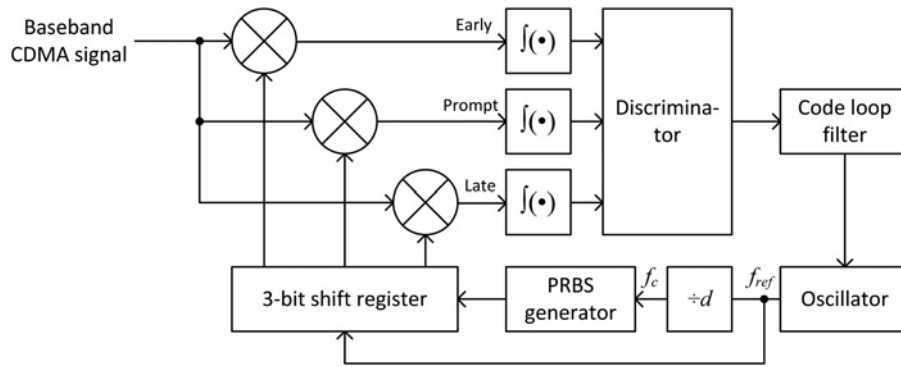 Baseband
CDMA signal
Early
∫(•)
Prompt
∫(•)
Late
∫(•)
Discrimina-
tor
Code loop
filter
3-bit shift register
PRBS
generator
f_c
÷d
f_ref
Oscillator